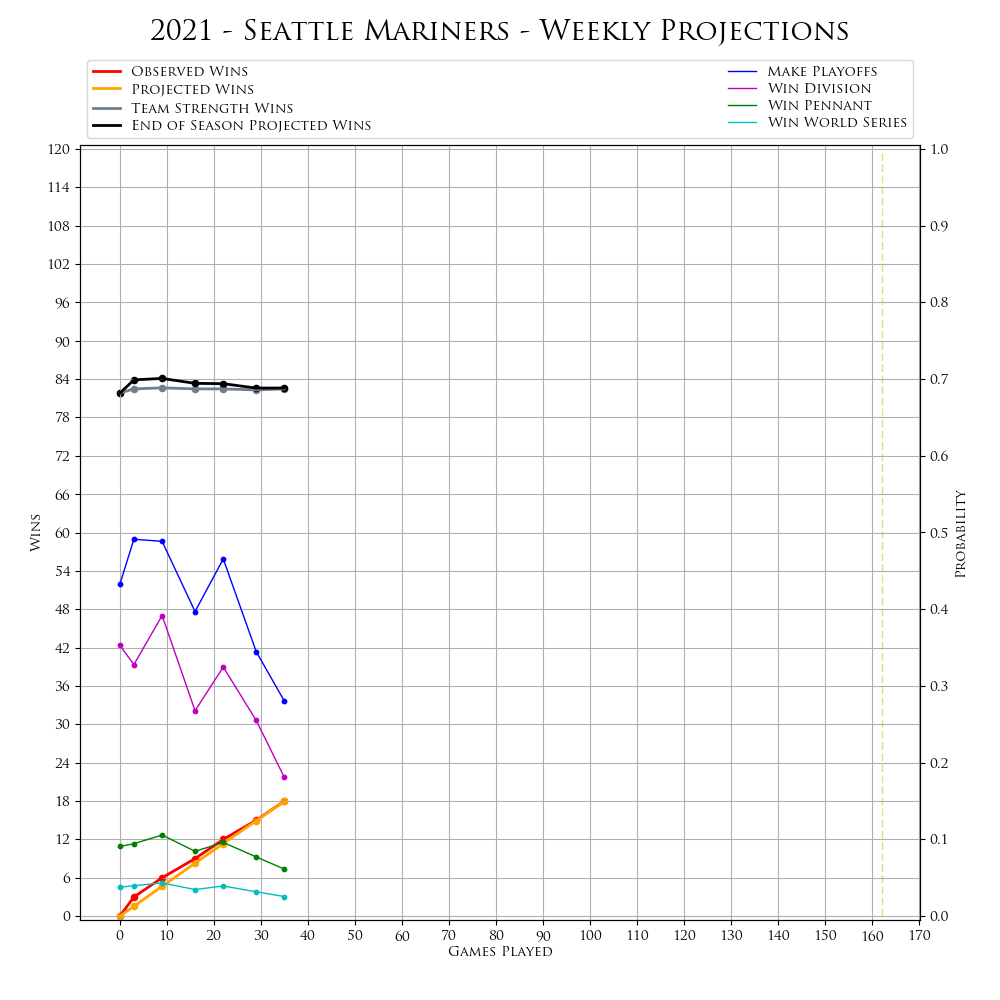 2021 - Seattle Mariners - Weekly Projections
Observed Wins
Projected Wins
Team Strength Wins
End of Season Projected Wins
Make Playoffs
Win Division
Win Pennant
Win World Series
120
114
108
102
96
90
84
78
72
66
60
54
48
42
36
30
24
18
12
6
0
Wins
1.0
0.9
0.8
0.7
0.6
0.5
0.4
0.3
0.2
0.1
0.0
Probability
0 10 20 30 40 50 60 70 80 90 100 110 120 130 140 150 160 170
Games Played